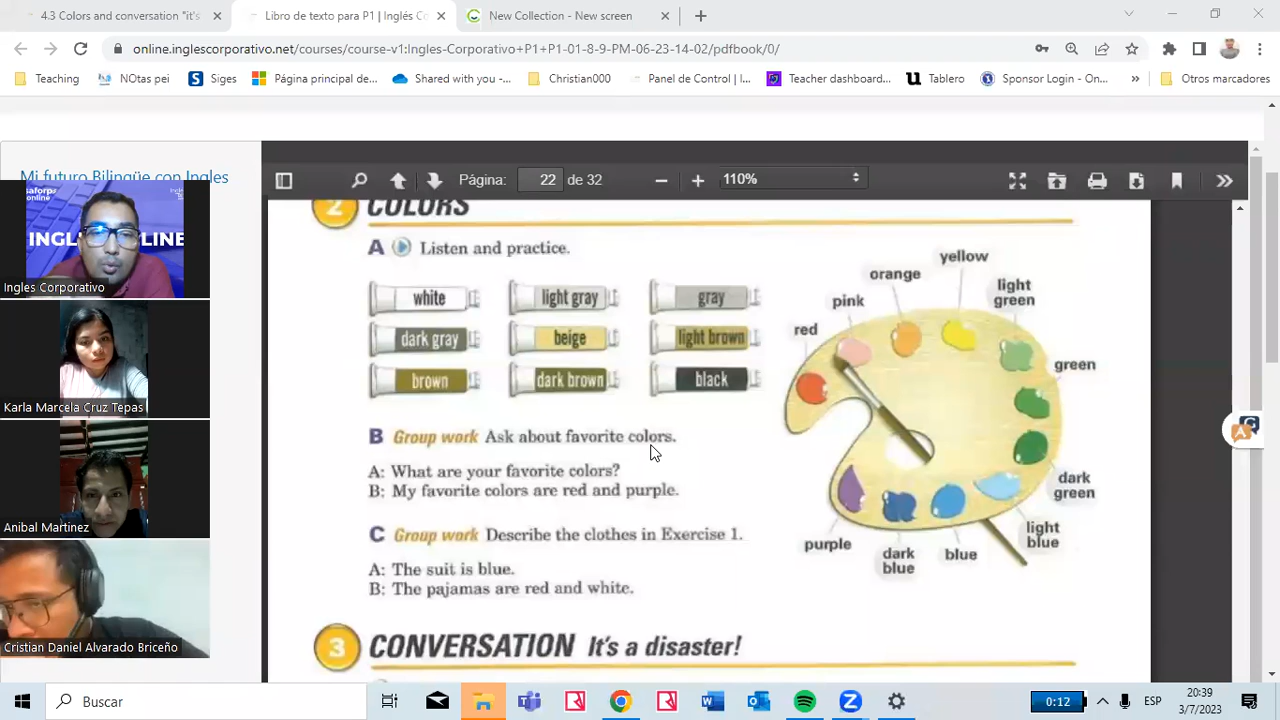 4.3 Colors and conversation "it's
Libro de texto para P1 | Inglés Co
New Collection - New screen
online.inglescorporativo.net/courses/course-v1:Ingles-Corporativo+P1+P1-01-8-9-PM-06-23-14-02/pdfbook/0/
Teaching
NOtas pei
Siges
Página principal de...
Shared with you -...
Christian000
Panel de Control | I...
Teacher dashboard...
Tablero
Sponsor Login - On...
Otros marcadores
Mi futuro Bilingüe con Ingles
Página:
22
de 32
110%
INGL
LINE
Ingles Corporativo
Karla Marcela Cruz Tepas
Anibal Martinez
Cristian Daniel Alvarado Briceño
2 COLORS
A Listen and practice.
white
light gray
gray
dark gray
beige
light brown
brown
dark brown
black
yellow
orange
light
green
pink
red
green
dark
green
light
blue
blue
dark
blue
purple
B Group work Ask about favorite colors.
A: What are your favorite colors?
B: My favorite colors are red and purple.
C Group work Describe the clothes in Exercise 1.
A: The suit is blue.
B: The pajamas are red and white.
3 CONVERSATION It's a disaster!
Buscar
0:12
ESP
20:39
3/7/2023